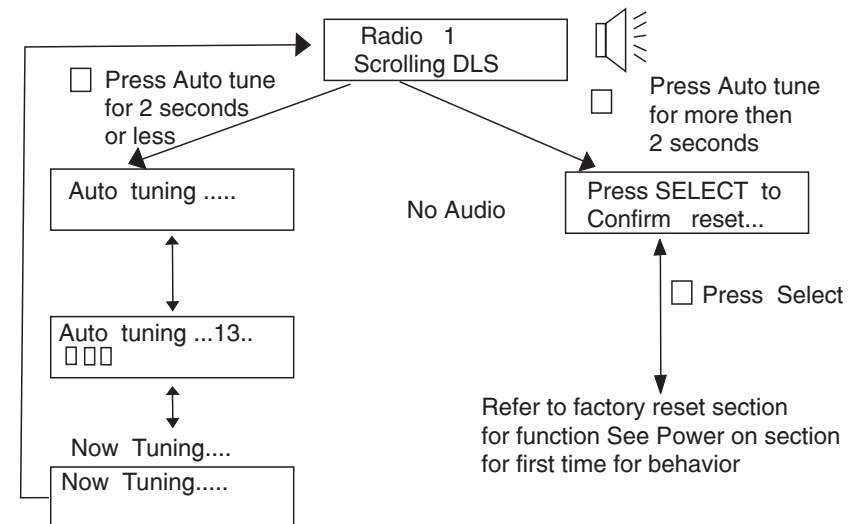 Radio 1
Scrolling DLS
Press Auto tune
for 2 seconds
or less
Press Auto tune
for more then
2 seconds
Auto tuning .....
No Audio
Press SELECT to
Confirm reset...
Press Select
Auto tuning ...13..
Refer to factory reset section
for function See Power on section
for first time for behavior
Now Tuning....
Now Tuning.....